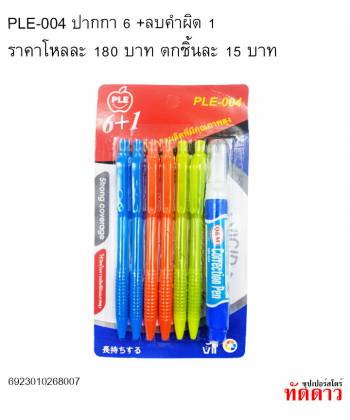 PLE-004 ปากกา 6 +ลบคำผิด 1
ราคาโหลละ 180 บาท ตกชิ้นละ 15 บาท
PLE
PLE-004
6+1
Strong coverage
Correction Pen
長持ちする
6923010268007
ซุปเปอร์สโตร์
ทัดดาว